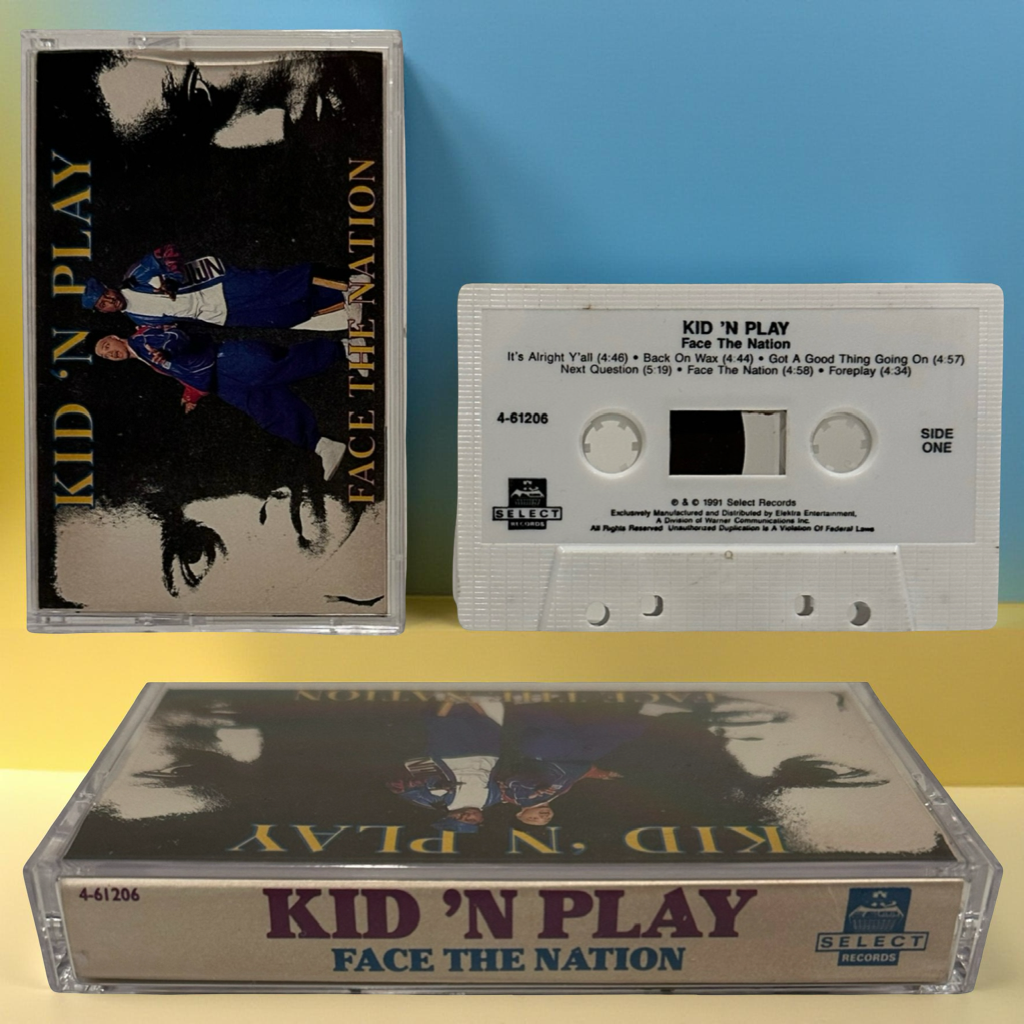 KID 'N PLAY
FACE THE NATION
KID 'N PLAY
Face The Nation
It's Alright Y'all (4:46) • Back On Wax (4:44) • Got A Good Thing Going On (4:57)
Next Question (5:19) • Face The Nation (4:58) • Foreplay (4:34)
4-61206
SIDE
ONE
SELECT
RECORDS
℗ & © 1991 Select Records
Exclusively Manufactured and Distributed by Elektra Entertainment,
A Division of Warner Communications Inc.
All Rights Reserved Unauthorized Duplication Is A Violation Of Federal Laws
FACE THE NATION
KID 'N PLAY
4-61206
KID 'N PLAY
FACE THE NATION
SELECT
RECORDS